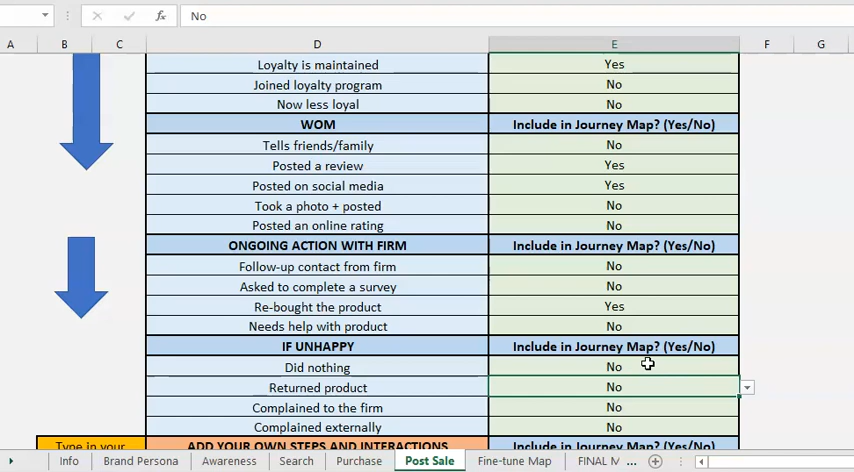 fx No
A B C D E F G
Loyalty is maintained Yes
Joined loyalty program No
Now less loyal No
WOM Include in Journey Map? (Yes/No)
Tells friends/family No
Posted a review Yes
Posted on social media Yes
Took a photo + posted No
Posted an online rating No
ONGOING ACTION WITH FIRM Include in Journey Map? (Yes/No)
Follow-up contact from firm No
Asked to complete a survey No
Re-bought the product Yes
Needs help with product No
IF UNHAPPY Include in Journey Map? (Yes/No)
Did nothing No
Returned product No
Complained to the firm No
Complained externally No
Type in your ADD YOUR OWN STEPS AND INTERACTIONS Include in Journey Map? (Yes/No)
Info Brand Persona Awareness Search Purchase Post Sale Fine-tune Map FINAL M ...